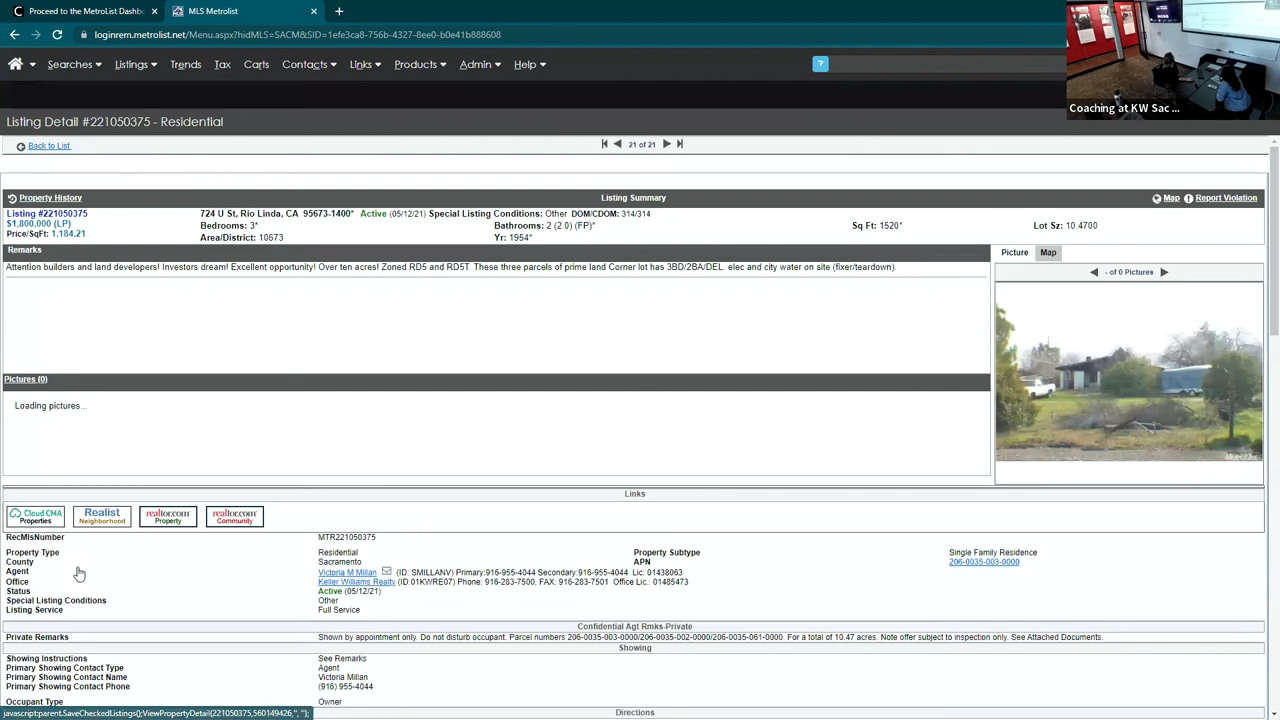 Proceed to the MetroList Dashbo
MLS Metrolist
loginrem.metrolist.net/Menu.aspx?hidMLS=SACM&SID=1efe3ca8-756b-4327-8ee0-b0e41b888608
Searches Listings Trends Tax Carts Contacts Links Products Admin Help
?
Coaching at KW Sac ...
Listing Detail #221050375 - Residential
Back to List
21 of 21
Property History Listing Summary Map Report Violation
Listing #221050375 724 U St, Rio Linda, CA 95673-1400* Active (05/12/21) Special Listing Conditions: Other DOM/CDOM: 314/314
$1,800,000 (LP) Bedrooms: 3* Bathrooms: 2 (2 0) (FP)* Sq Ft: 1520* Lot Sz: 10.4700
Price/SqFt: 1,184.21 Area/District: 10673 Yr: 1954*
Remarks
Picture Map
Attention builders and land developers! Investors dream! Excellent opportunity! Over ten acres! Zoned RD5 and RD5T. These three parcels of prime land Corner lot has 3BD/2BA/DEL. elec and city water on site (fixer/teardown).
- of 0 Pictures
Pictures (0)
Loading pictures...
Links
Cloud CMA Properties
Realist Neighborhood
realtor.com Property
realtor.com Community
RecMlsNumber MTR221050375
Property Type Residential Property Subtype Single Family Residence
County Sacramento APN 206-0035-003-0000
Agent Victoria M Millan (ID: SMILLANV) Primary:916-955-4044 Secondary:916-955-4044 Lic: 01438063
Office Keller Williams Realty (ID:01KWRE07) Phone: 916-283-7500, FAX: 916-283-7501 Office Lic.: 01485473
Status Active (05/12/21)
Special Listing Conditions Other
Listing Service Full Service
Confidential Agt Rmks-Private
Private Remarks Shown by appointment only. Do not disturb occupant. Parcel numbers 206-0035-003-0000/206-0035-002-0000/206-0035-061-0000. For a total of 10.47 acres. Note offer subject to inspection only. See Attached Documents.
Showing
Showing Instructions See Remarks
Primary Showing Contact Type Agent
Primary Showing Contact Name Victoria Millan
Primary Showing Contact Phone (916) 955-4044
Occupant Type Owner
Directions
javascript:parent.SaveCheckedListings();ViewPropertyDetail(221050375,560149426,'','');